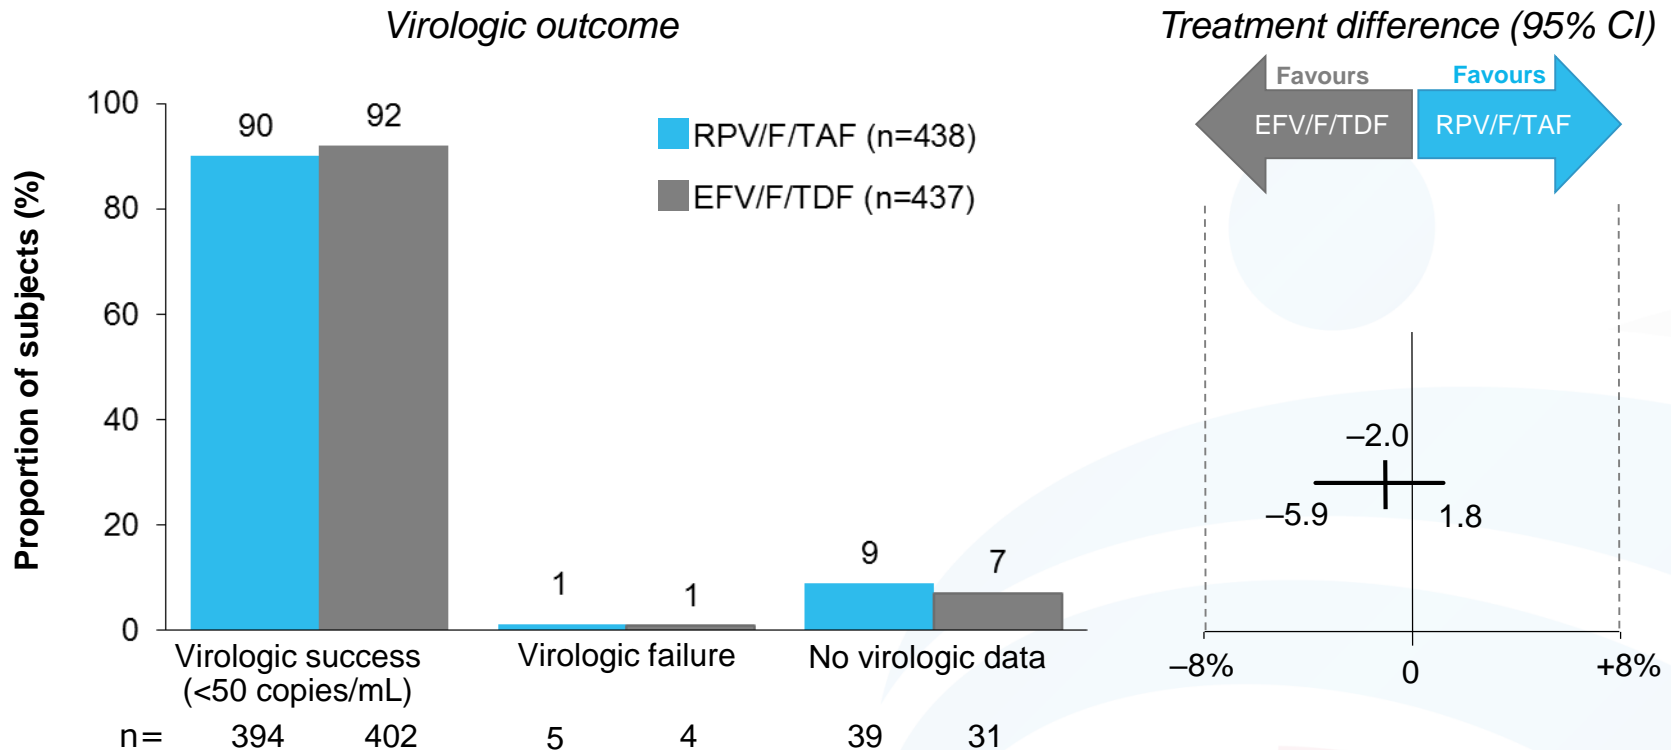 Virologic outcome
Treatment difference (95% CI)
Favours
Favours
EFV/F/TDF
RPV/F/TAF
Proportion of subjects (%)
100
80
60
40
20
0
90
92
1
1
9
7
RPV/F/TAF (n=438)
EFV/F/TDF (n=437)
Virologic success
(<50 copies/mL)
Virologic failure
No virologic data
n= 394 402 5 4 39 31
–2.0
–5.9
1.8
–8%
0
+8%